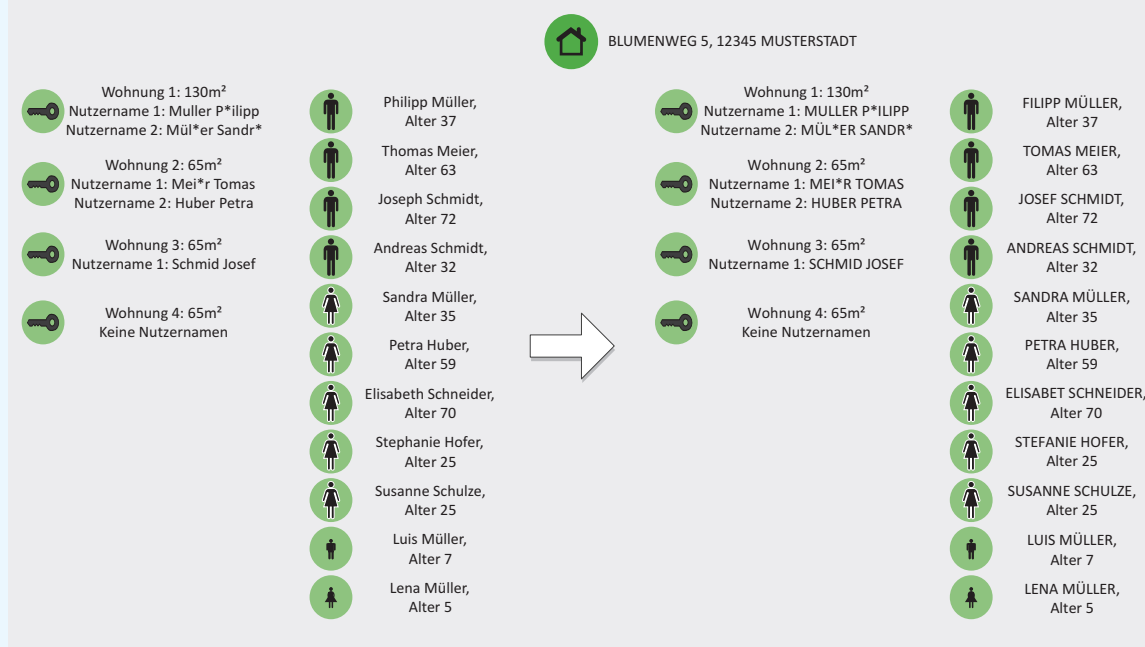 BLUMENWEG 5, 12345 MUSTERSTADT
Wohnung 1: 130m²
Nutzername 1: Muller P*ilipp
Nutzername 2: Mül*er Sandr*
Wohnung 2: 65m²
Nutzername 1: Mei*r Tomas
Nutzername 2: Huber Petra
Wohnung 3: 65m²
Nutzername 1: Schmid Josef
Wohnung 4: 65m²
Keine Nutzernamen
Philipp Müller,
Alter 37
Thomas Meier,
Alter 63
Joseph Schmidt,
Alter 72
Andreas Schmidt,
Alter 32
Sandra Müller,
Alter 35
Petra Huber,
Alter 59
Elisabeth Schneider,
Alter 70
Stephanie Hofer,
Alter 25
Susanne Schulze,
Alter 25
Luis Müller,
Alter 7
Lena Müller,
Alter 5
Wohnung 1: 130m²
Nutzername 1: MULLER P*ILIPP
Nutzername 2: MÜL*ER SANDR*
Wohnung 2: 65m²
Nutzername 1: MEI*R TOMAS
Nutzername 2: HUBER PETRA
Wohnung 3: 65m²
Nutzername 1: SCHMID JOSEF
Wohnung 4: 65m²
Keine Nutzernamen
FILIPP MÜLLER,
Alter 37
TOMAS MEIER,
Alter 63
JOSEF SCHMIDT,
Alter 72
ANDREAS SCHMIDT,
Alter 32
SANDRA MÜLLER,
Alter 35
PETRA HUBER,
Alter 59
ELISABET SCHNEIDER,
Alter 70
STEFANIE HOFER,
Alter 25
SUSANNE SCHULZE,
Alter 25
LUIS MÜLLER,
Alter 7
LENA MÜLLER,
Alter 5